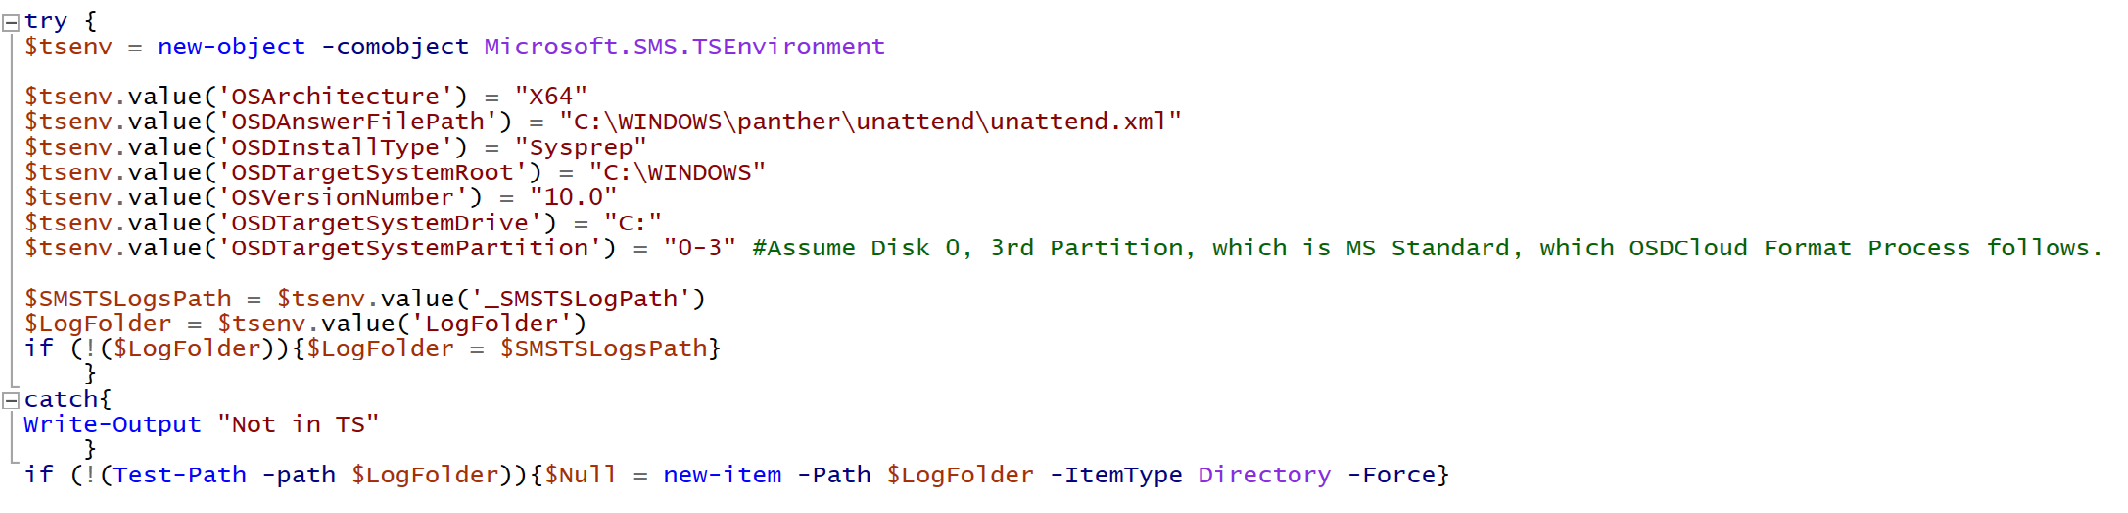 try {
$tsenv = new-object -comobject Microsoft.SMS.TSEnvironment
$tsenv.value('OSArchitecture') = "X64"
$tsenv.value('OSDAnswerFilePath') = "C:\WINDOWS\panther\unattend\unattend.xml"
$tsenv.value('OSDInstallType') = "Sysprep"
$tsenv.value('OSDTargetSystemRoot') = "C:\WINDOWS"
$tsenv.value('OSVersionNumber') = "10.0"
$tsenv.value('OSDTargetSystemDrive') = "C:"
$tsenv.value('OSDTargetSystemPartition') = "0-3" #Assume Disk 0, 3rd Partition, which is MS Standard, which OSDCloud Format Process follows.
$SMSTSLogsPath = $tsenv.value('_SMSTSLogPath')
$LogFolder = $tsenv.value('LogFolder')
if (!($LogFolder)){$LogFolder = $SMSTSLogsPath}
}
catch{
Write-Output "Not in TS"
}
if (!(Test-Path -path $LogFolder)){$Null = new-item -Path $LogFolder -ItemType Directory -Force}